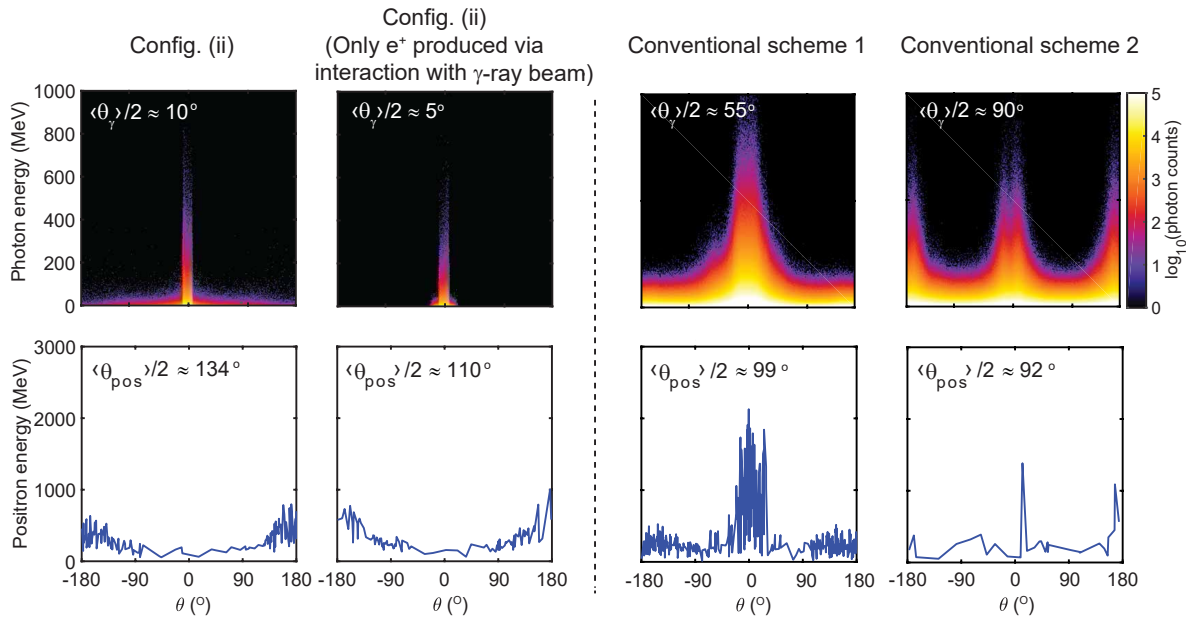 Config. (ii)
Config. (ii)
(Only e⁺ produced via
interaction with γ-ray beam)
Conventional scheme 1
Conventional scheme 2
Photon energy (MeV)
1000
800
600
400
200
0
⟨θγ⟩/2 ≈ 10°
⟨θγ⟩/2 ≈ 5°
⟨θγ⟩/2 ≈ 55°
⟨θγ⟩/2 ≈ 90°
5
4
3
2
1
0
log₁₀(photon counts)
Positron energy (MeV)
3000
2000
1000
0
⟨θpos⟩/2 ≈ 134°
⟨θpos⟩/2 ≈ 110°
⟨θpos⟩/2 ≈ 99°
⟨θpos⟩/2 ≈ 92°
-180 -90 0 90 180
-180 -90 0 90 180
-180 -90 0 90 180
-180 -90 0 90 180
θ (°)
θ (°)
θ (°)
θ (°)